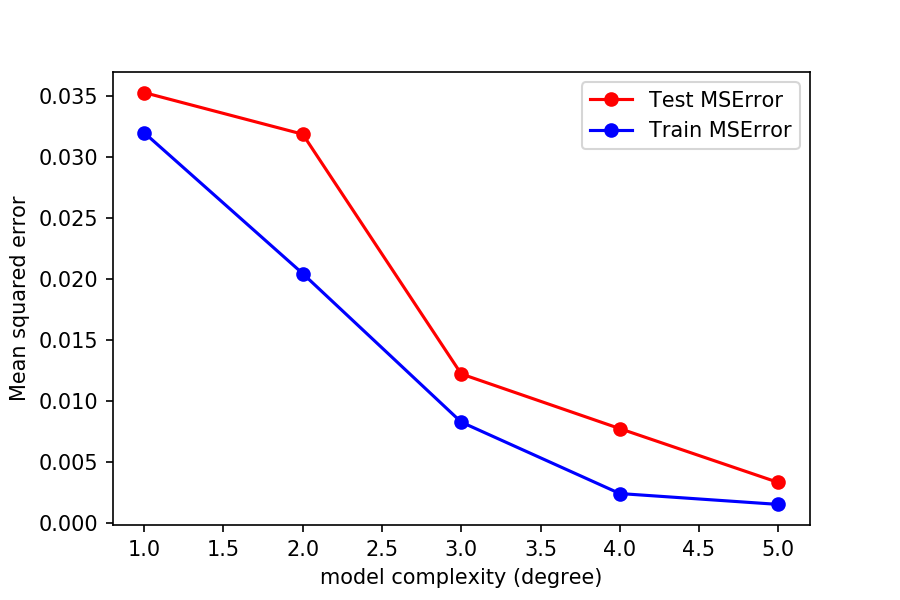 Test MSError
Train MSError
Mean squared error
0.035
0.030
0.025
0.020
0.015
0.010
0.005
0.000
1.0 1.5 2.0 2.5 3.0 3.5 4.0 4.5 5.0
model complexity (degree)